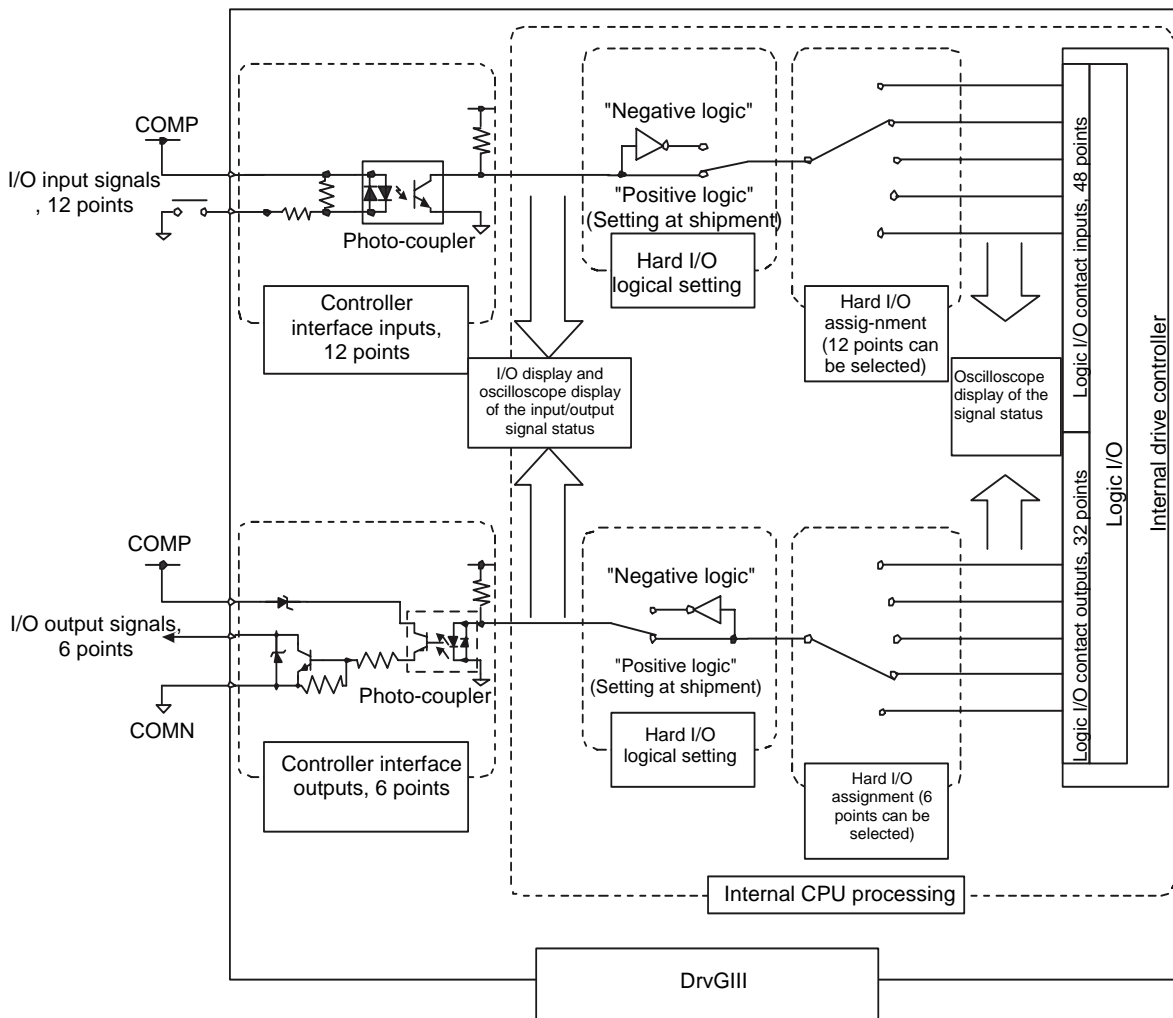 COMP
I/O input signals
, 12 points
Photo-coupler
Controller
interface inputs,
12 points
"Negative logic"
"Positive logic"
(Setting at shipment)
Hard I/O
logical setting
Hard I/O
assig-nment
(12 points can
be selected)
I/O display and
oscilloscope display
of the input/output
signal status
Oscilloscope
display of the
signal status
Logic I/O contact inputs, 48 points
Logic I/O contact outputs, 32 points
Logic I/O
Internal drive controller
COMP
I/O output signals,
6 points
COMN
Photo-coupler
Controller interface
outputs, 6 points
"Negative logic"
"Positive logic"
(Setting at shipment)
Hard I/O
logical setting
Hard I/O
assignment (6
points can be
selected)
Internal CPU processing
DrvGIII